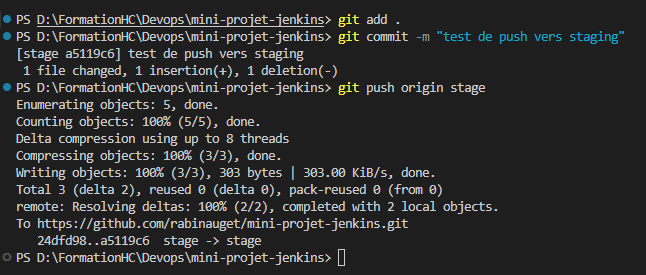 PS D:\FormationHC\Devops\mini-projet-jenkins> git add .
PS D:\FormationHC\Devops\mini-projet-jenkins> git commit -m "test de push vers staging"
[stage a5119c6] test de push vers staging
 1 file changed, 1 insertion(+), 1 deletion(-)
PS D:\FormationHC\Devops\mini-projet-jenkins> git push origin stage
Enumerating objects: 5, done.
Counting objects: 100% (5/5), done.
Delta compression using up to 8 threads
Compressing objects: 100% (3/3), done.
Writing objects: 100% (3/3), 303 bytes | 303.00 KiB/s, done.
Total 3 (delta 2), reused 0 (delta 0), pack-reused 0 (from 0)
remote: Resolving deltas: 100% (2/2), completed with 2 local objects.
To https://github.com/rabinauget/mini-projet-jenkins.git
   24dfd98..a5119c6  stage -> stage
PS D:\FormationHC\Devops\mini-projet-jenkins>